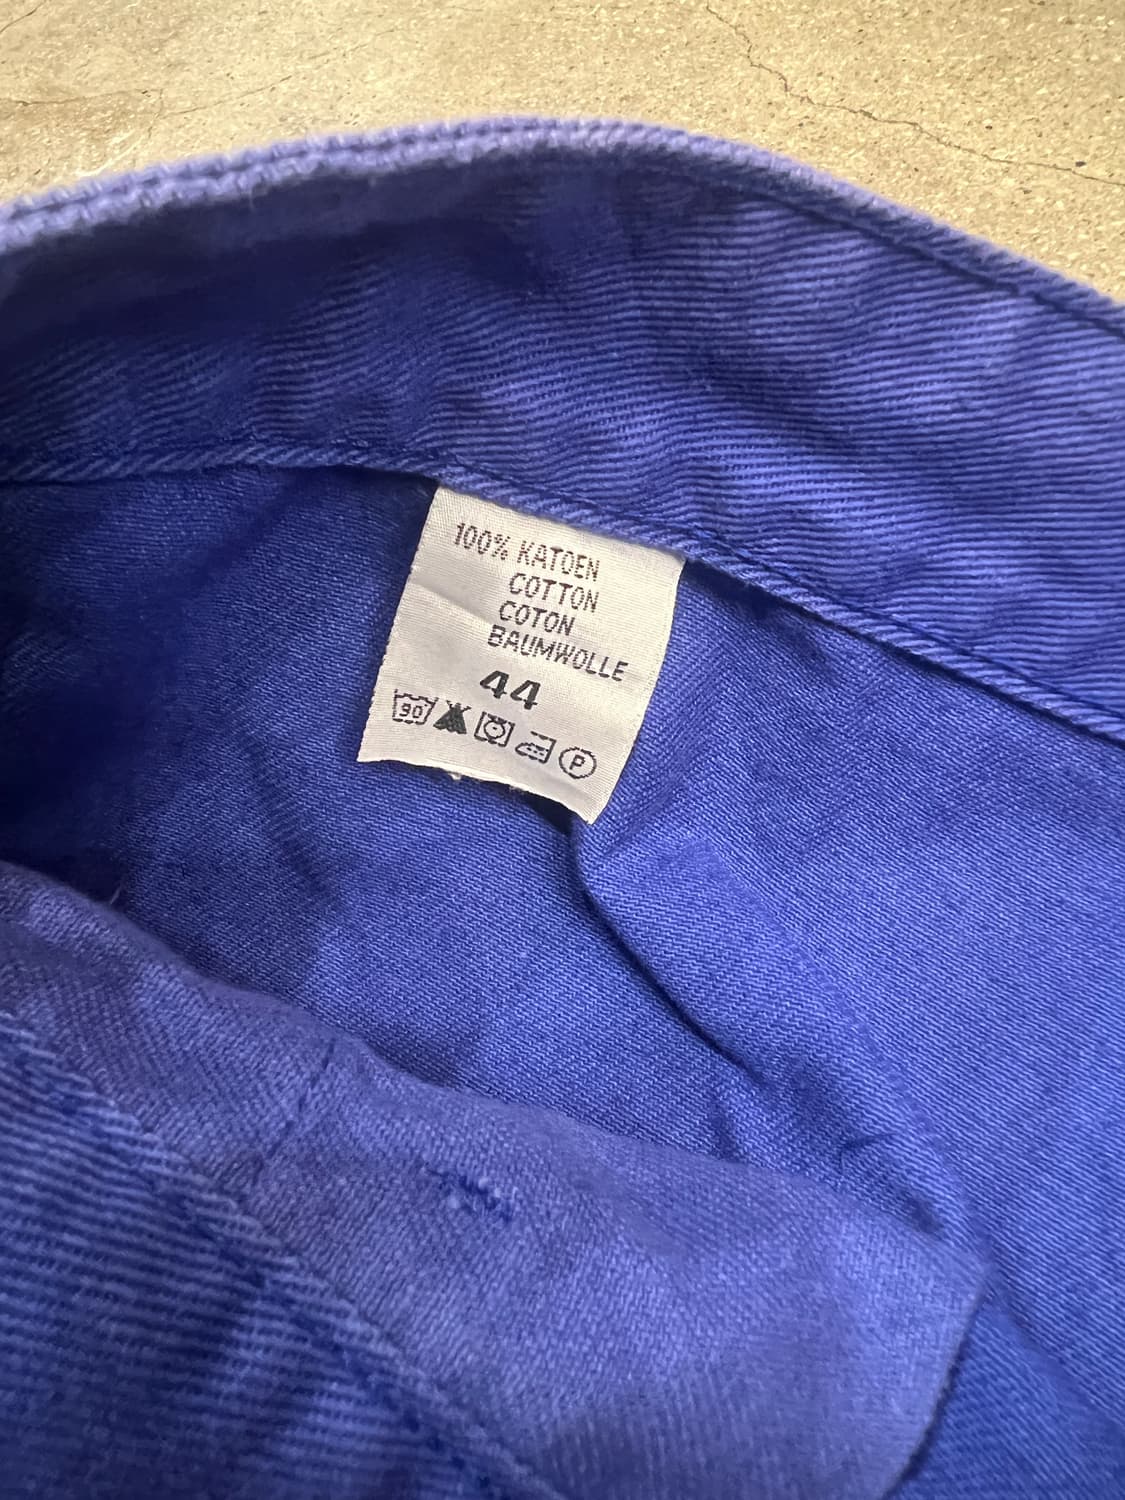 100% KATOEN
COTTON
COTON
BAUMWOLLE
44
90 P